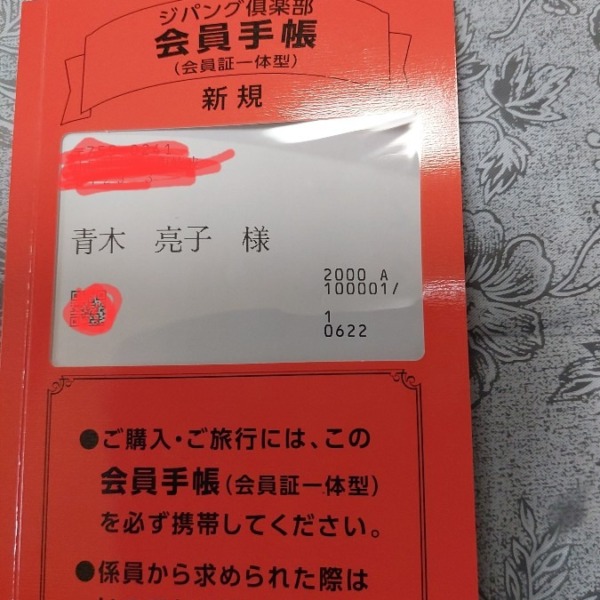 ジパング倶楽部
会員手帳
(会員証一体型)
新規
青木 亮子 様
2000 A
100001/
1
0622
●ご購入・ご旅行には、この
会員手帳(会員証一体型)
を必ず携帯してください。
●係員から求められた際は